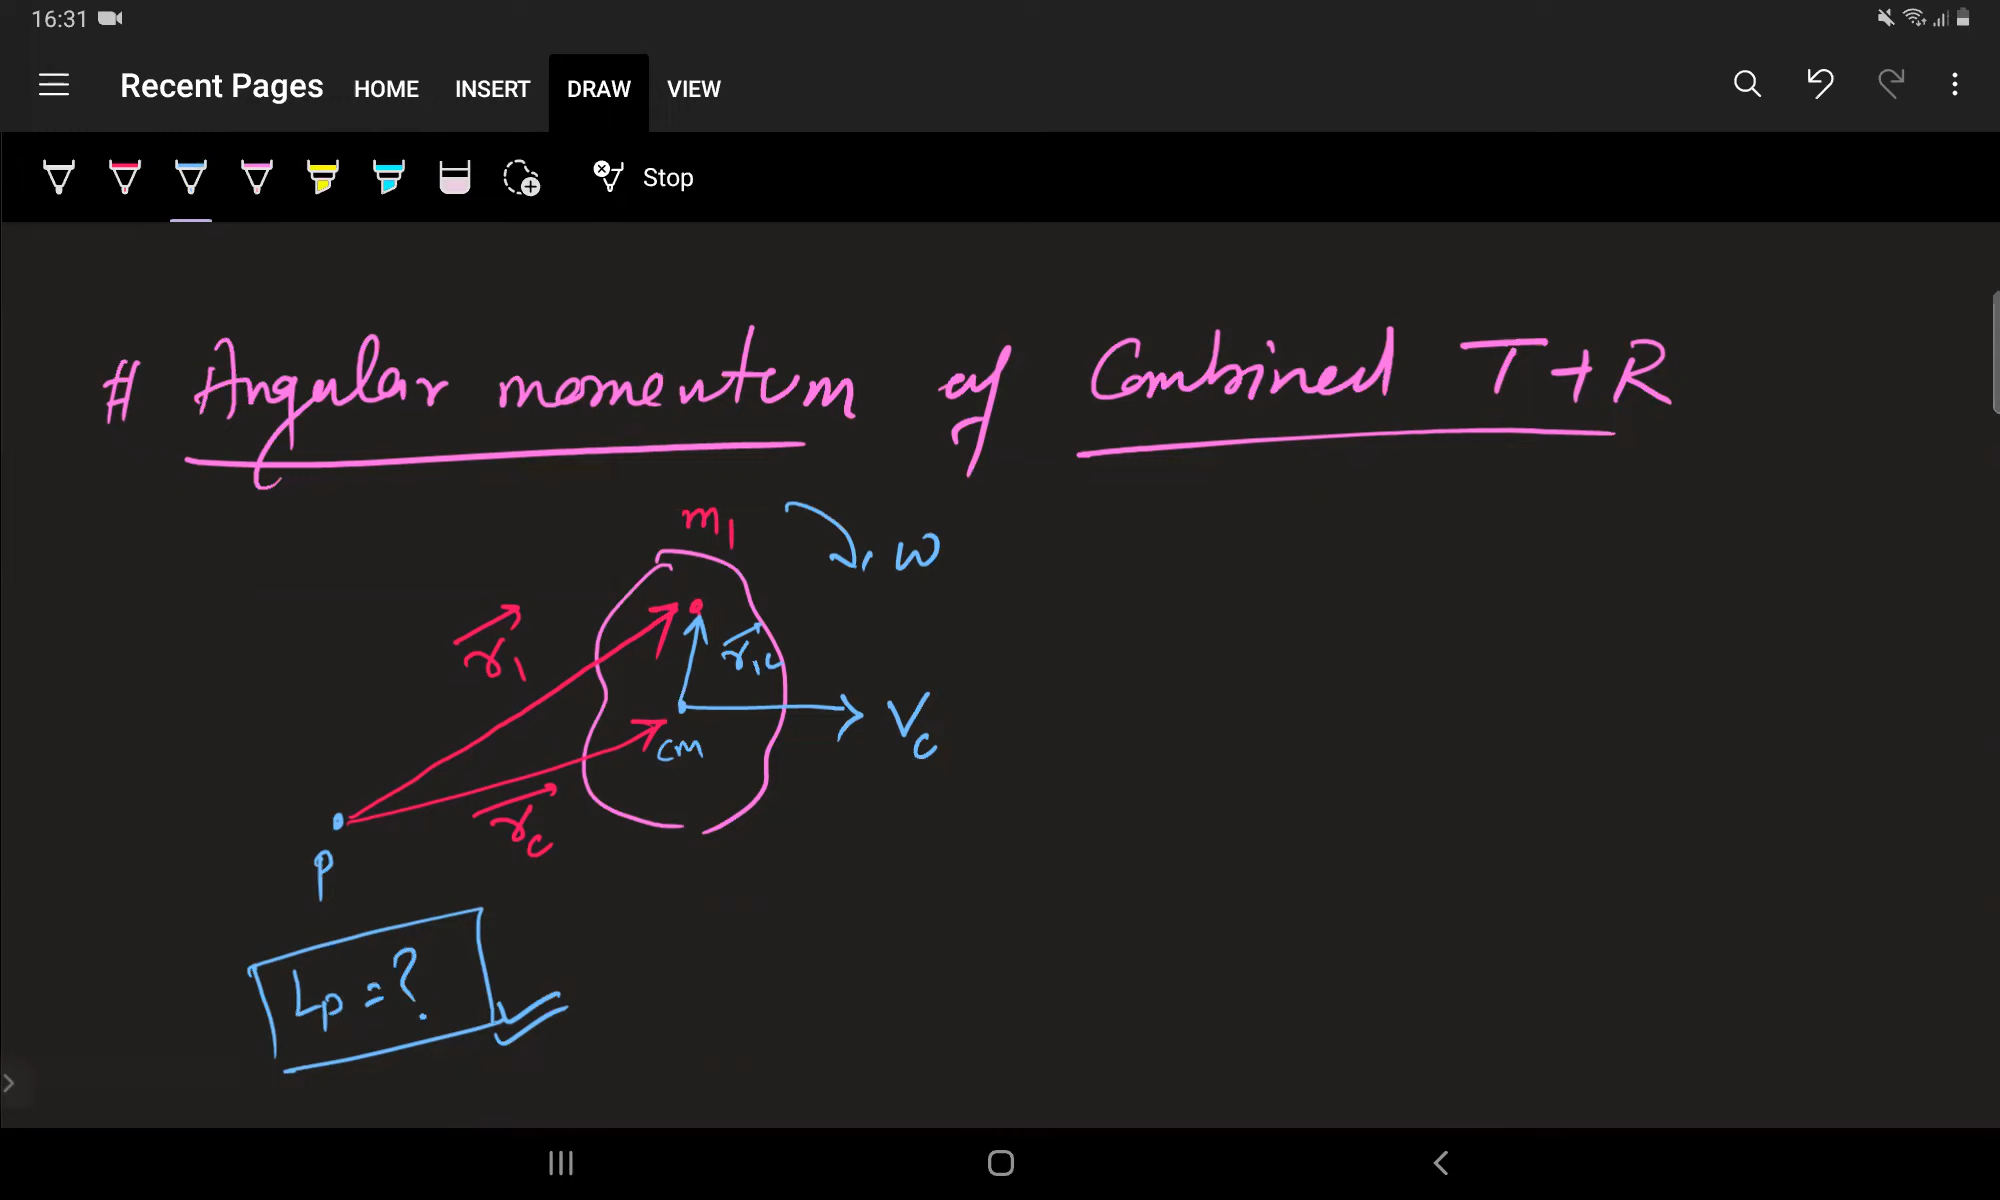 16:31
Recent Pages HOME INSERT DRAW VIEW
Stop
# Angular momentum of Combined T+R
m₁
ω
r₁
r₁c
Vc
cm
rc
P
Lp = ?